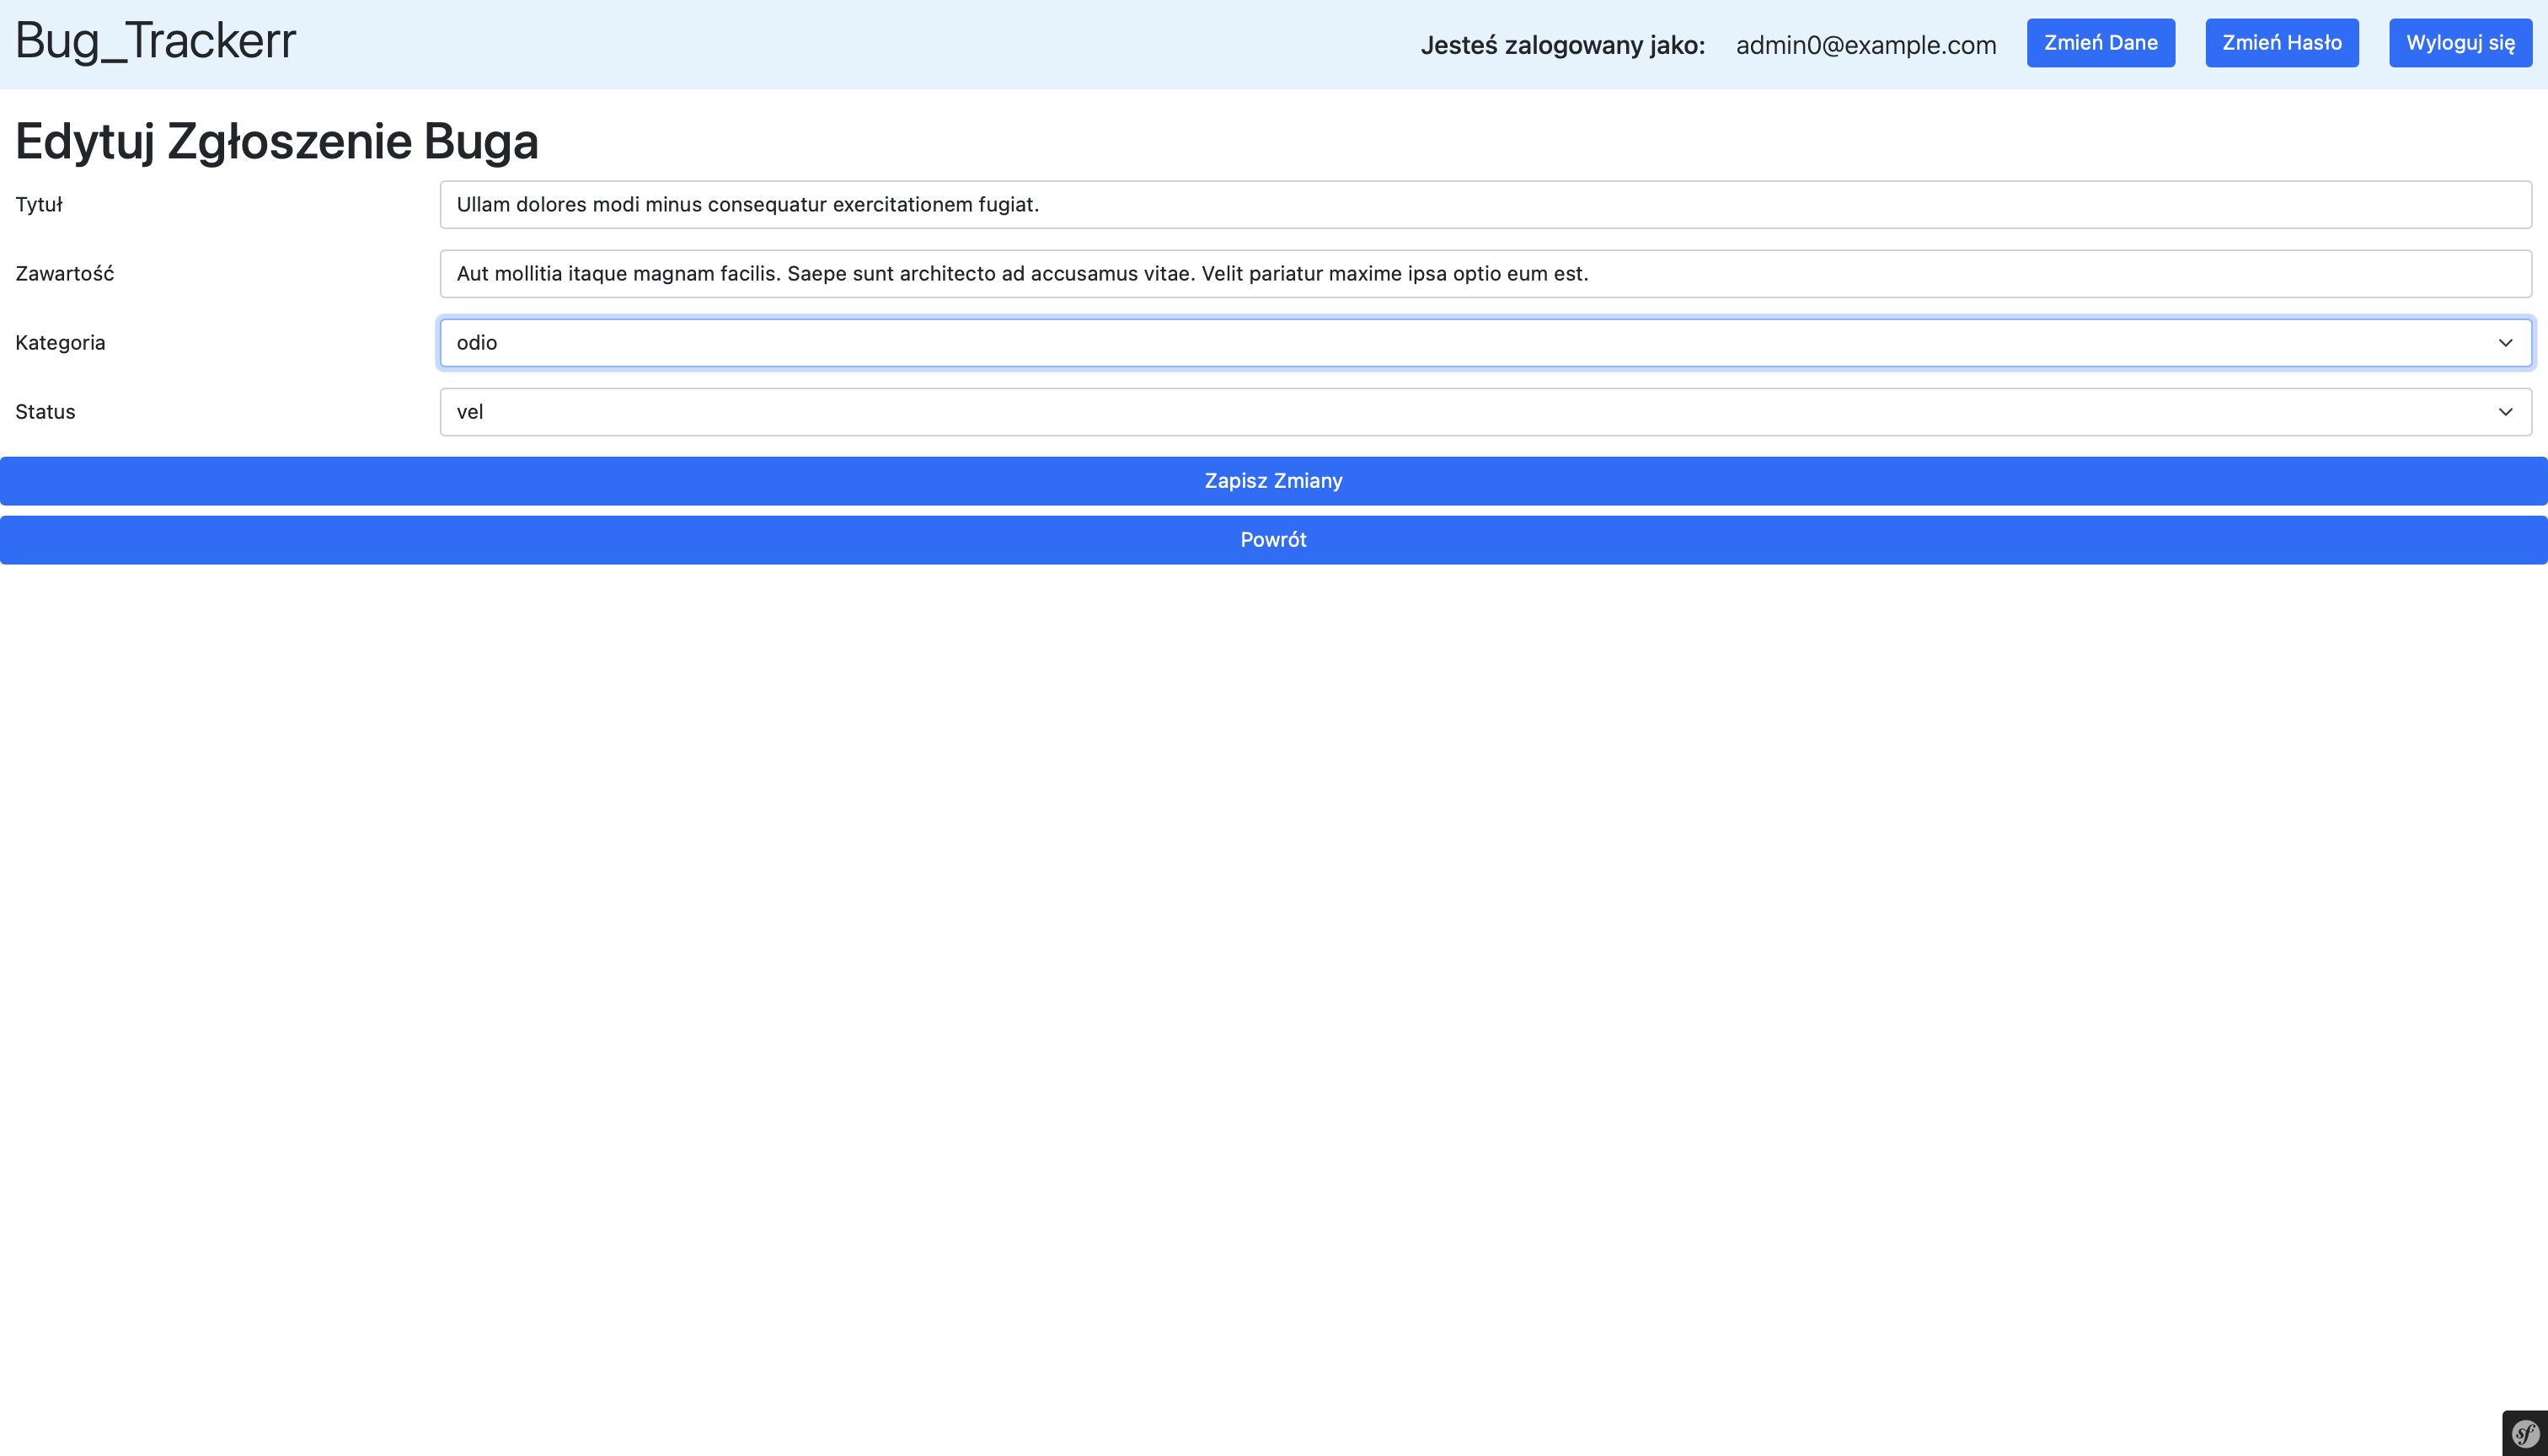 Bug_Trackerr
Jesteś zalogowany jako: admin0@example.com Zmień Dane Zmień Hasło Wyloguj się
Edytuj Zgłoszenie Buga
Tytuł Ullam dolores modi minus consequatur exercitationem fugiat.
Zawartość Aut mollitia itaque magnam facilis. Saepe sunt architecto ad accusamus vitae. Velit pariatur maxime ipsa optio eum est.
Kategoria odio
Status vel
Zapisz Zmiany
Powrót
sf